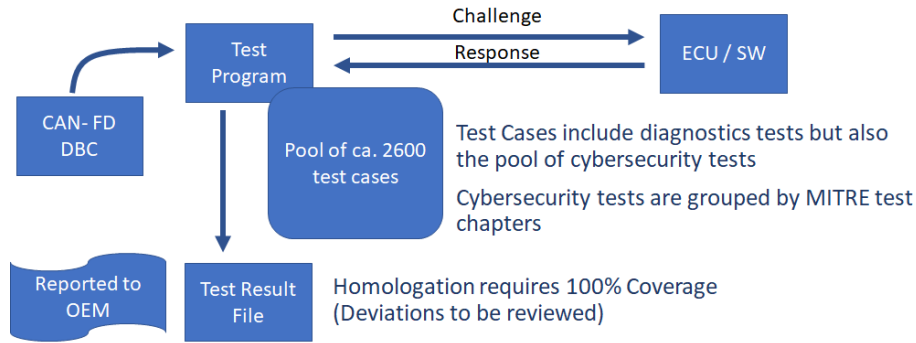 Challenge
Test
Program
Response
ECU / SW
CAN- FD
DBC
Pool of ca. 2600
test cases
Test Cases include diagnostics tests but also
the pool of cybersecurity tests
Cybersecurity tests are grouped by MITRE test
chapters
Reported to
OEM
Test Result
File
Homologation requires 100% Coverage
(Deviations to be reviewed)